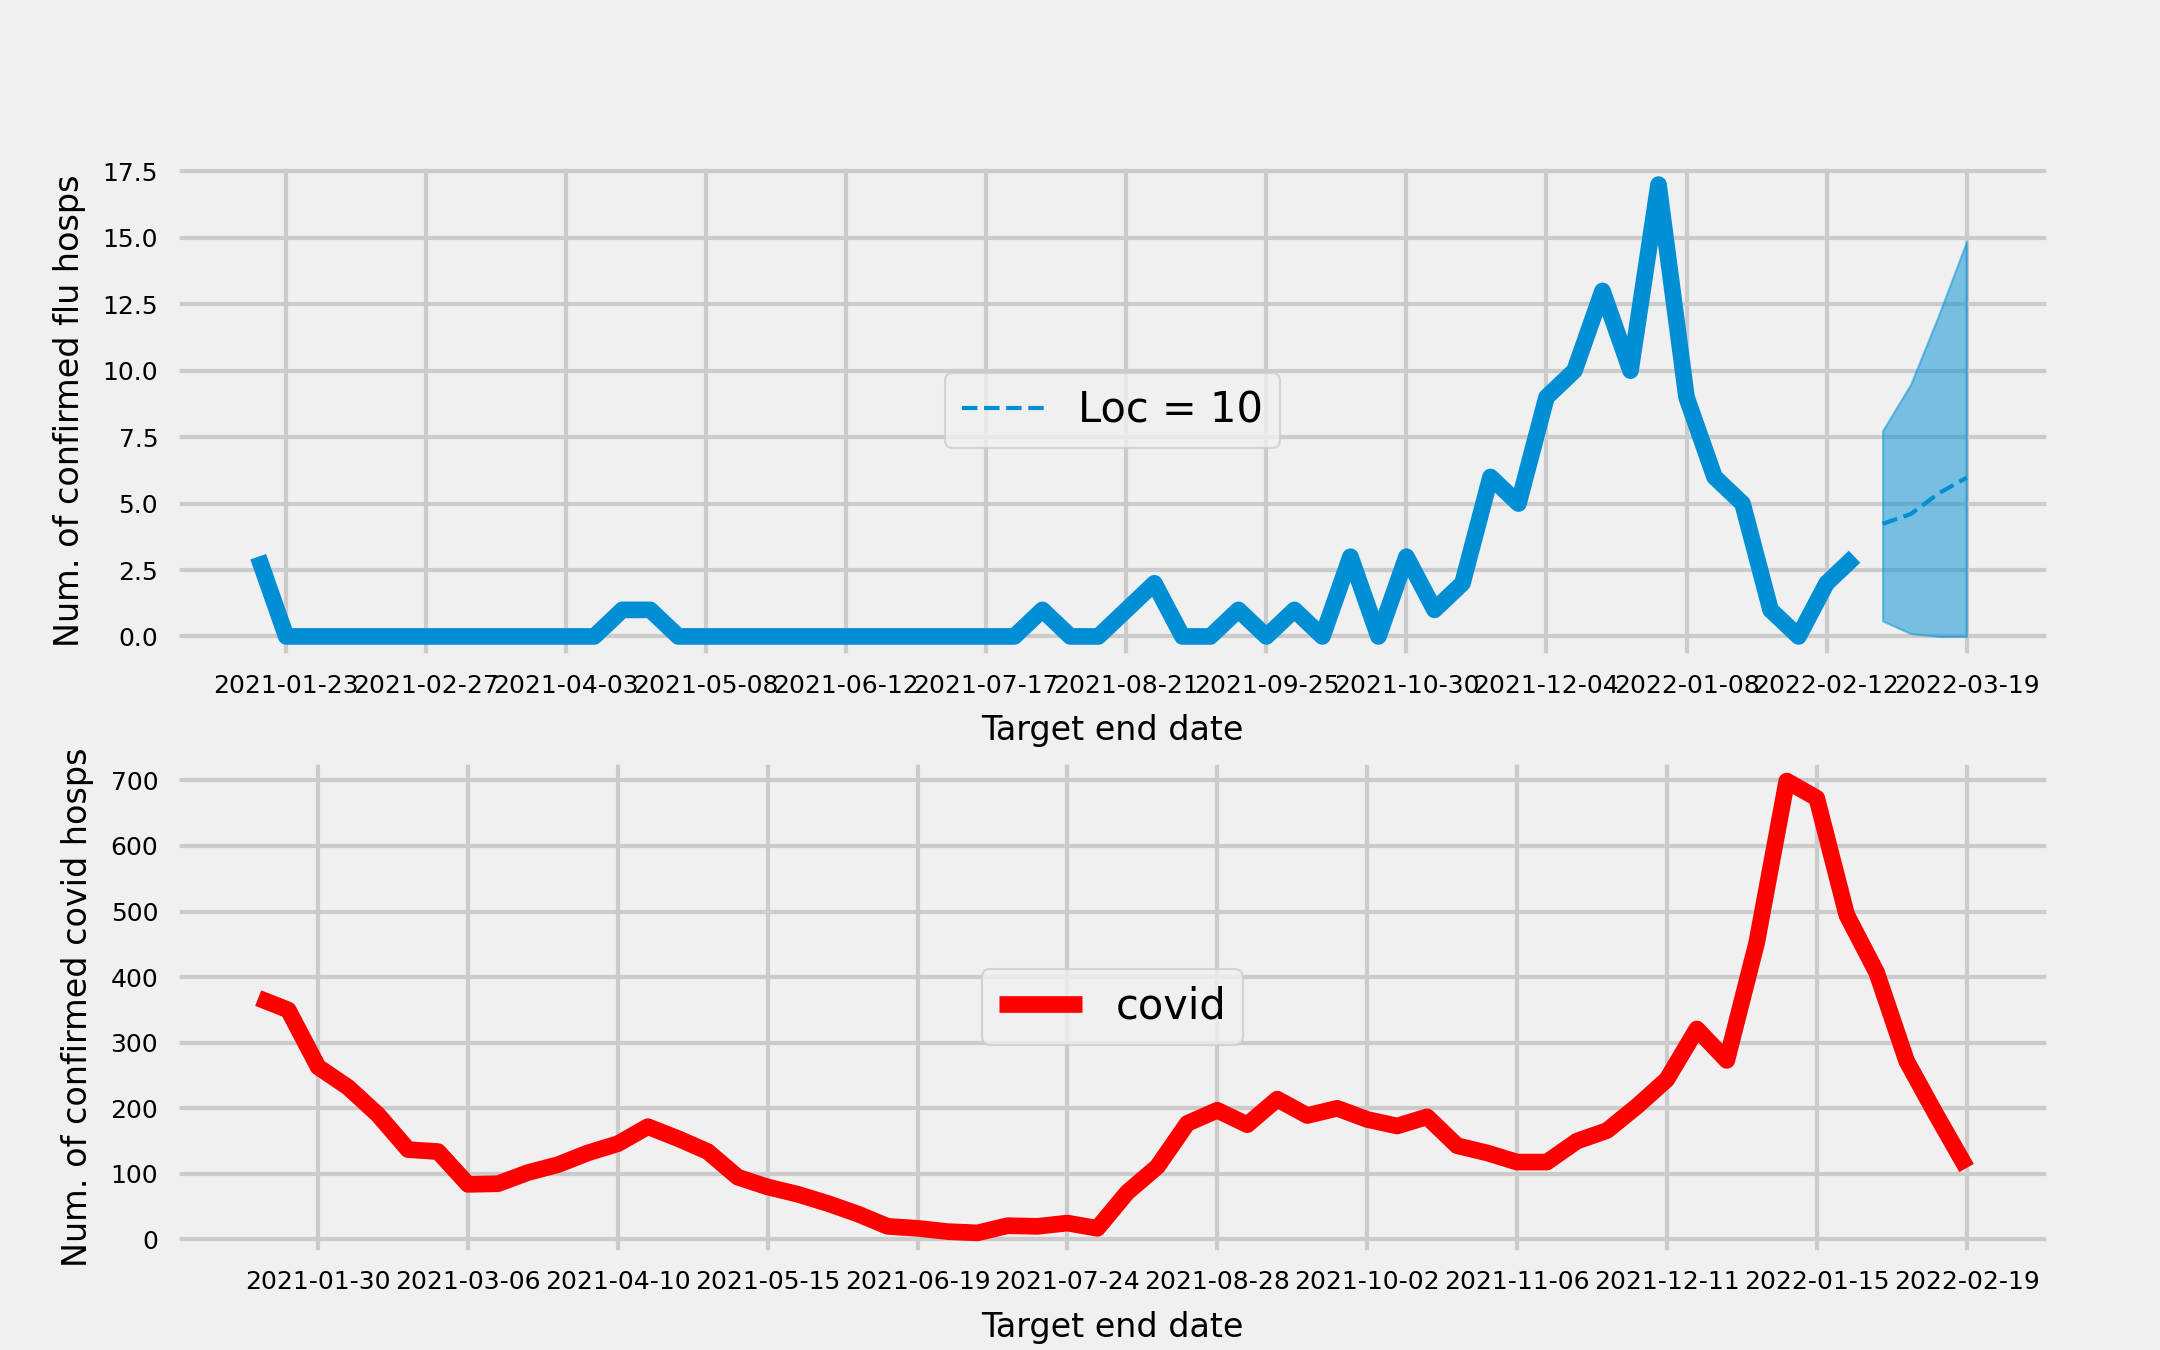 Num. of confirmed flu hosps
17.5
15.0
12.5
10.0
7.5
5.0
2.5
0.0
Loc = 10
2021-01-23 2021-02-27 2021-04-03 2021-05-08 2021-06-12 2021-07-17 2021-08-21 2021-09-25 2021-10-30 2021-12-04 2022-01-08 2022-02-12 2022-03-19
Target end date
Num. of confirmed covid hosps
700
600
500
400
300
200
100
0
covid
2021-01-30 2021-03-06 2021-04-10 2021-05-15 2021-06-19 2021-07-24 2021-08-28 2021-10-02 2021-11-06 2021-12-11 2022-01-15 2022-02-19
Target end date